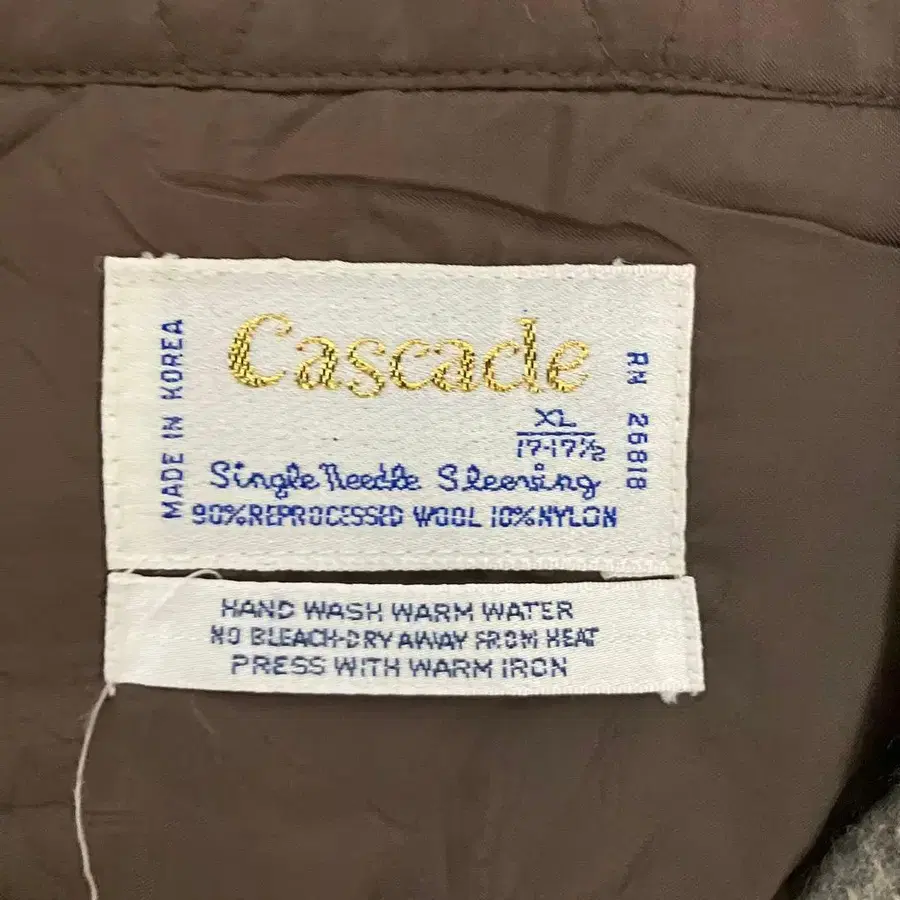 Cascade
MADE IN KOREA
RN 26818
XL
17-17½
Single Needle Sleeving
90% REPROCESSED WOOL 10% NYLON
HAND WASH WARM WATER
NO BLEACH-DRY AWAY FROM HEAT
PRESS WITH WARM IRON